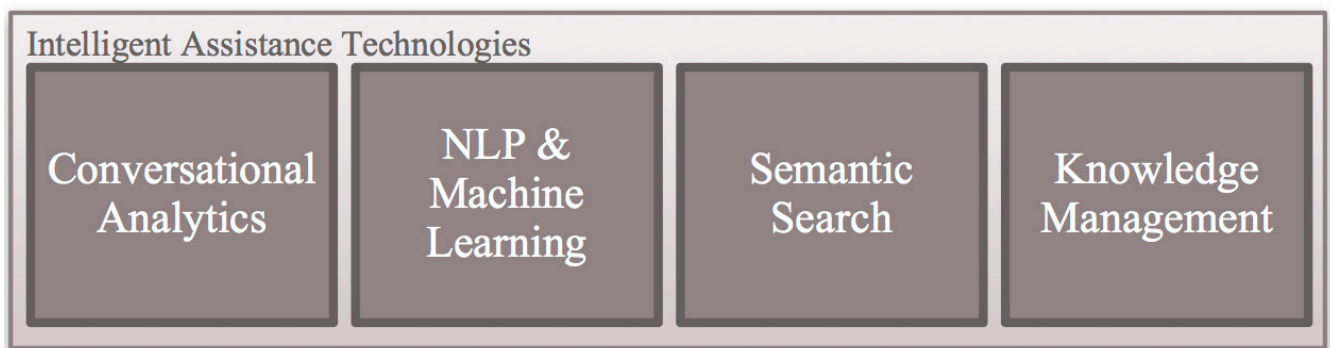 Intelligent Assistance Technologies
Conversational
Analytics
NLP &
Machine
Learning
Semantic
Search
Knowledge
Management